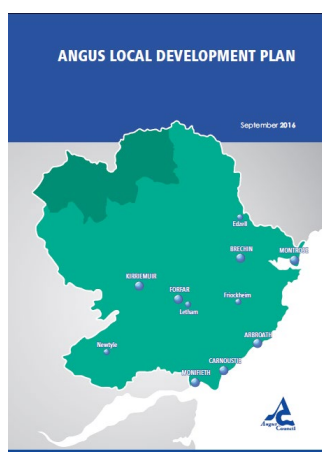 ANGUS LOCAL DEVELOPMENT PLAN
September 2016
Edzell
BRECHIN
MONTROSE
KIRRIEMUIR
FORFAR
Friockheim
Letham
ARBROATH
Newtyle
CARNOUSTIE
MONIFIETH
Angus
Council